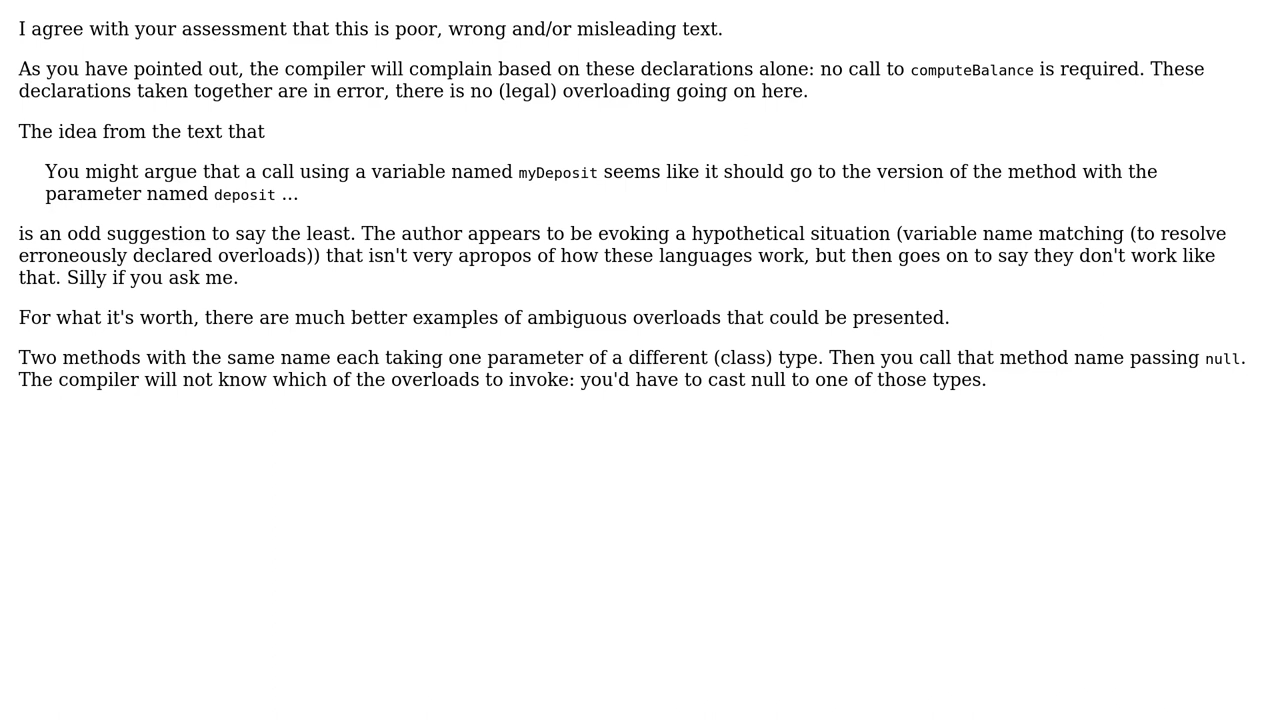 I agree with your assessment that this is poor, wrong and/or misleading text.
As you have pointed out, the compiler will complain based on these declarations alone: no call to computeBalance is required. These
declarations taken together are in error, there is no (legal) overloading going on here.
The idea from the text that
You might argue that a call using a variable named myDeposit seems like it should go to the version of the method with the
parameter named deposit ...
is an odd suggestion to say the least. The author appears to be evoking a hypothetical situation (variable name matching (to resolve
erroneously declared overloads)) that isn't very apropos of how these languages work, but then goes on to say they don't work like
that. Silly if you ask me.
For what it's worth, there are much better examples of ambiguous overloads that could be presented.
Two methods with the same name each taking one parameter of a different (class) type. Then you call that method name passing null.
The compiler will not know which of the overloads to invoke: you'd have to cast null to one of those types.